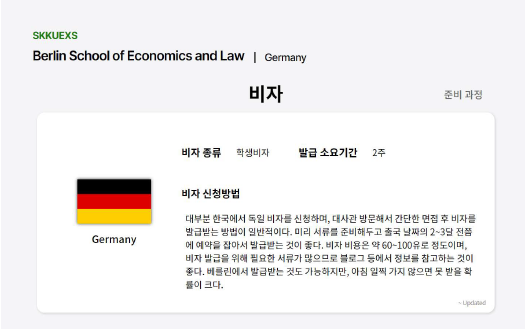 SKKUEXS
Berlin School of Economics and Law | Germany
비자
준비 과정
비자 종류 학생비자 발급 소요기간 2주
비자 신청방법
Germany
대부분 한국에서 독일 비자를 신청하며, 대사관 방문해서 간단한 면접 후 비자를
발급받는 방법이 일반적이다. 미리 서류를 준비해두고 출국 날짜의 2~3달 전쯤
에 예약을 잡아서 발급받는 것이 좋다. 비자 비용은 약 60~100유로 정도이며,
비자 발급을 위해 필요한 서류가 많으므로 블로그 등에서 정보를 참고하는 것이
좋다. 베를린에서 발급받는 것도 가능하지만, 아침 일찍 가지 않으면 못 받을 확
률이 크다.
- Updated